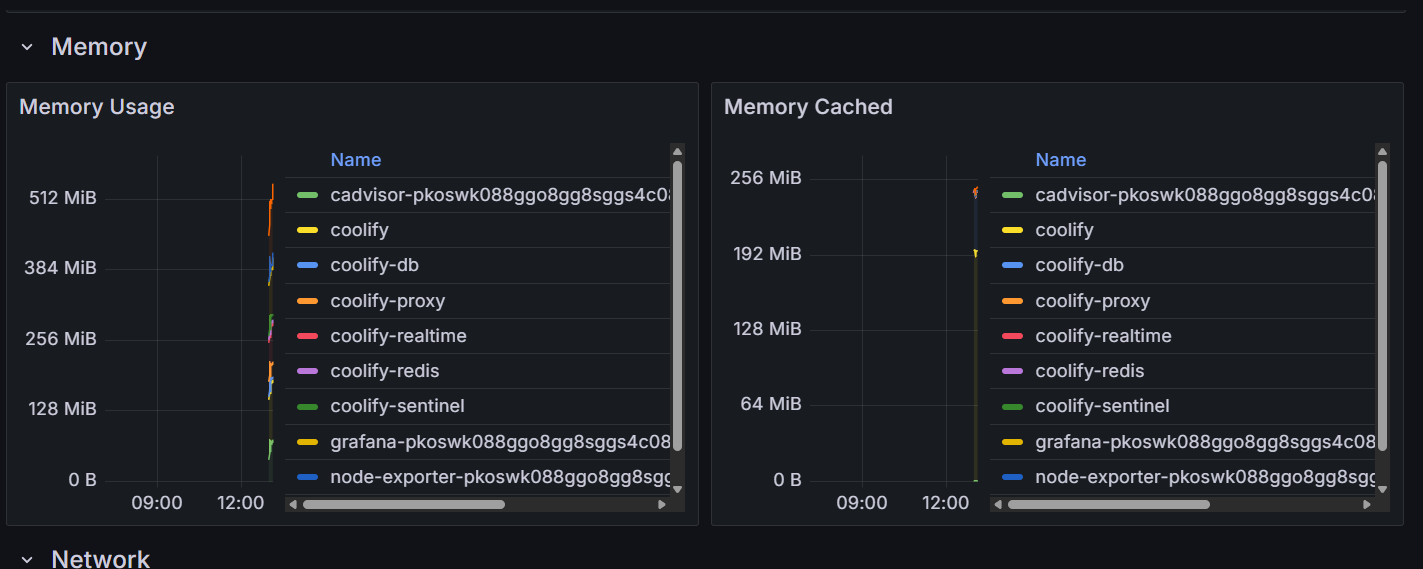 Memory
Memory Usage
512 MiB
384 MiB
256 MiB
128 MiB
0 B
09:00
12:00
Name
cadvisor-pkoswk088ggo8gg8sggs4c08
coolify
coolify-db
coolify-proxy
coolify-realtime
coolify-redis
coolify-sentinel
grafana-pkoswk088ggo8gg8sggs4c08
node-exporter-pkoswk088ggo8gg8sgg
Memory Cached
256 MiB
192 MiB
128 MiB
64 MiB
0 B
09:00
12:00
Name
cadvisor-pkoswk088ggo8gg8sggs4c08
coolify
coolify-db
coolify-proxy
coolify-realtime
coolify-redis
coolify-sentinel
grafana-pkoswk088ggo8gg8sggs4c08
node-exporter-pkoswk088ggo8gg8sgg
Network